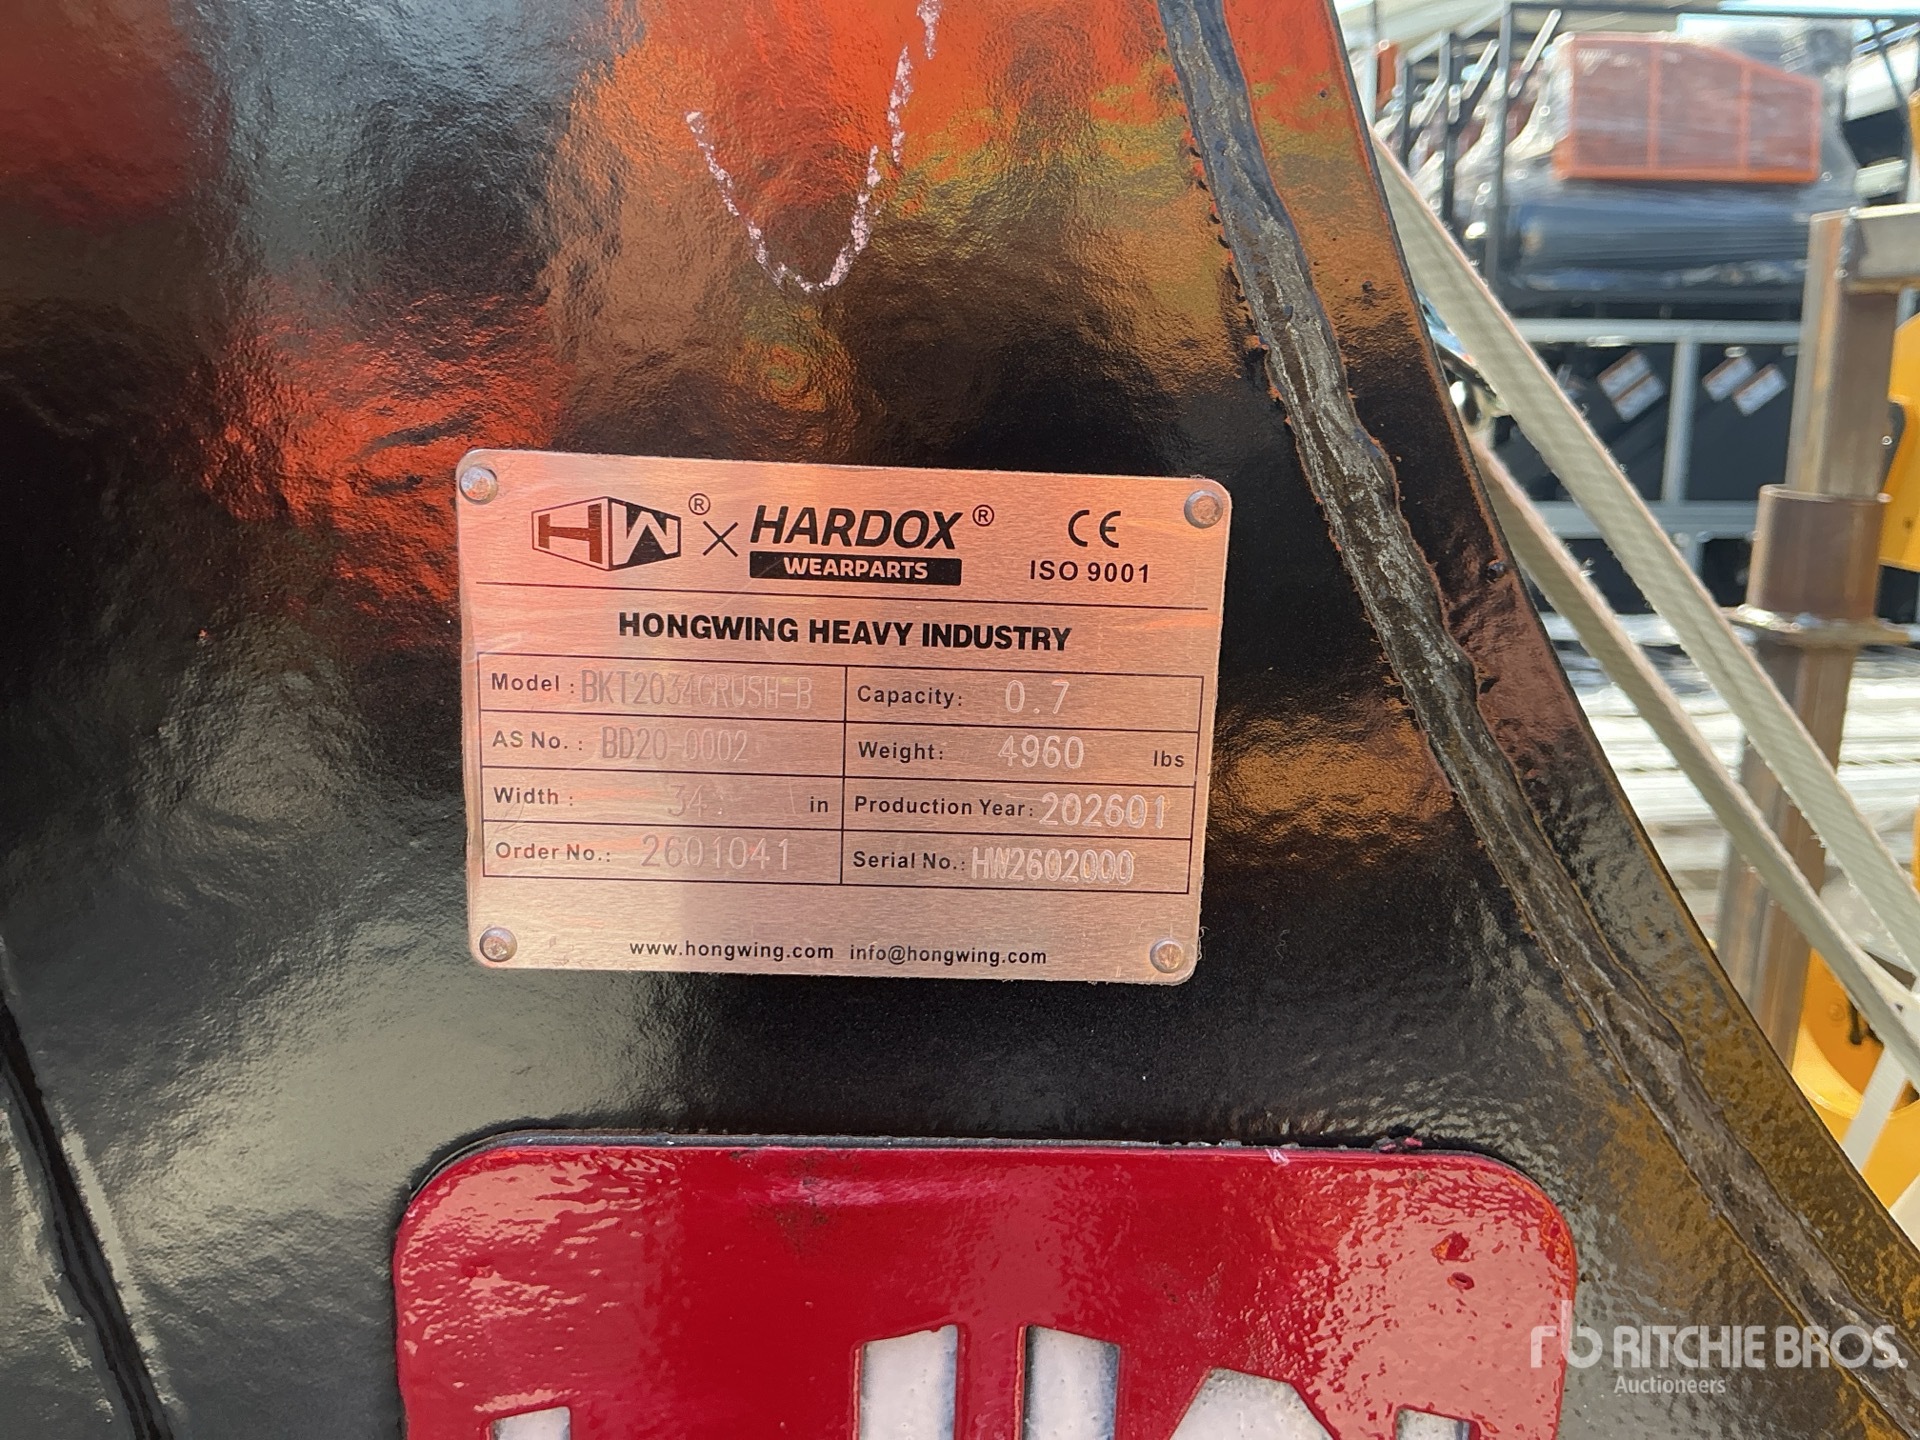 HW® × HARDOX® CE
WEARPARTS ISO 9001
HONGWING HEAVY INDUSTRY
Model : BKT2034CRUSH-B Capacity: 0.7
AS No. : BD20-0002 Weight: 4960 lbs
Width : 34 in Production Year: 202601
Order No.: 2601041 Serial No.: HW2602000
www.hongwing.com info@hongwing.com
rb RITCHIE BROS.
Auctioneers